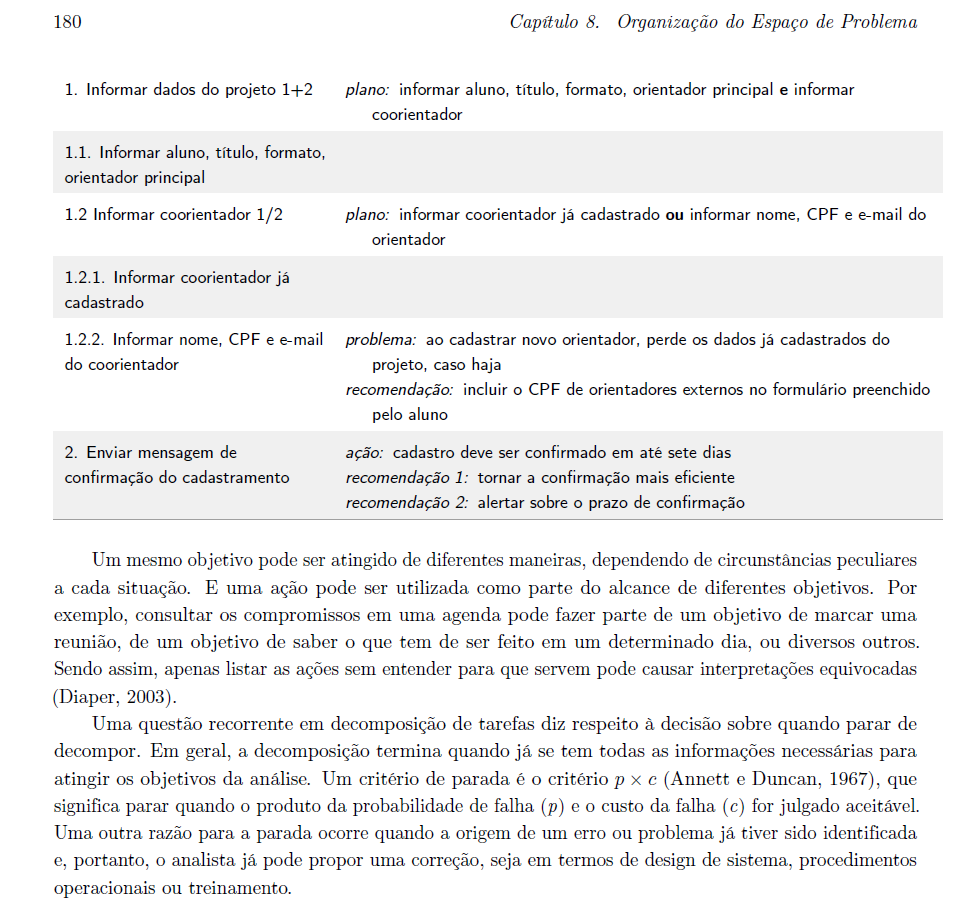 180 Capítulo 8. Organização do Espaço de Problema
1. Informar dados do projeto 1+2 plano: informar aluno, título, formato, orientador principal e informar
coorientador
1.1. Informar aluno, título, formato,
orientador principal
1.2 Informar coorientador 1/2 plano: informar coorientador já cadastrado ou informar nome, CPF e e-mail do
orientador
1.2.1. Informar coorientador já
cadastrado
1.2.2. Informar nome, CPF e e-mail problema: ao cadastrar novo orientador, perde os dados já cadastrados do
do coorientador projeto, caso haja
recomendação: incluir o CPF de orientadores externos no formulário preenchido
pelo aluno
2. Enviar mensagem de ação: cadastro deve ser confirmado em até sete dias
confirmação do cadastramento recomendação 1: tornar a confirmação mais eficiente
recomendação 2: alertar sobre o prazo de confirmação
Um mesmo objetivo pode ser atingido de diferentes maneiras, dependendo de circunstâncias peculiares
a cada situação. E uma ação pode ser utilizada como parte do alcance de diferentes objetivos. Por
exemplo, consultar os compromissos em uma agenda pode fazer parte de um objetivo de marcar uma
reunião, de um objetivo de saber o que tem de ser feito em um determinado dia, ou diversos outros.
Sendo assim, apenas listar as ações sem entender para que servem pode causar interpretações equivocadas
(Diaper, 2003).
Uma questão recorrente em decomposição de tarefas diz respeito à decisão sobre quando parar de
decompor. Em geral, a decomposição termina quando já se tem todas as informações necessárias para
atingir os objetivos da análise. Um critério de parada é o critério p × c (Annett e Duncan, 1967), que
significa parar quando o produto da probabilidade de falha (p) e o custo da falha (c) for julgado aceitável.
Uma outra razão para a parada ocorre quando a origem de um erro ou problema já tiver sido identificada
e, portanto, o analista já pode propor uma correção, seja em termos de design de sistema, procedimentos
operacionais ou treinamento.